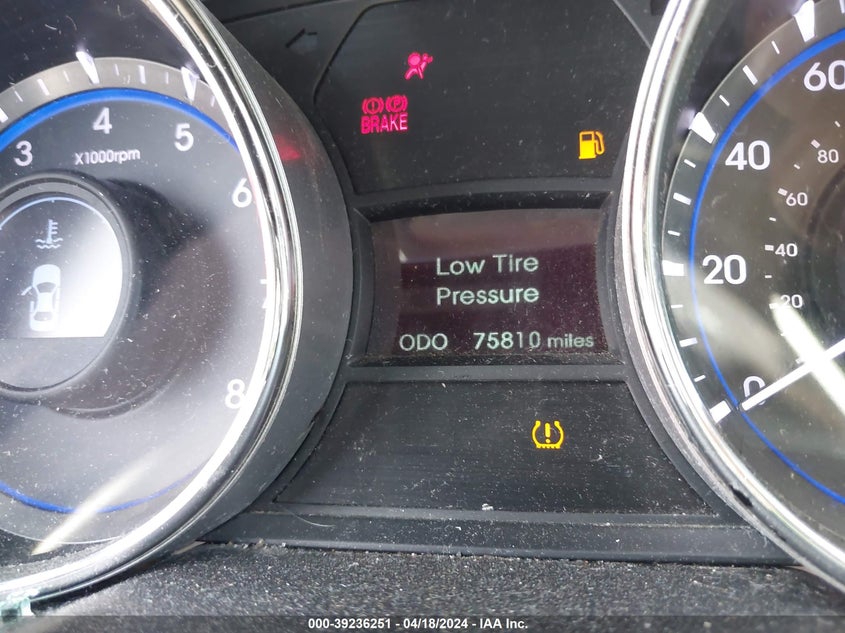 3 4 5 6 7 8
x1000rpm
BRAKE
Low Tire
Pressure
ODO 75810 miles
60 40 20 0
80 60 40 20
000-39236251 - 04/18/2024 - IAA Inc.